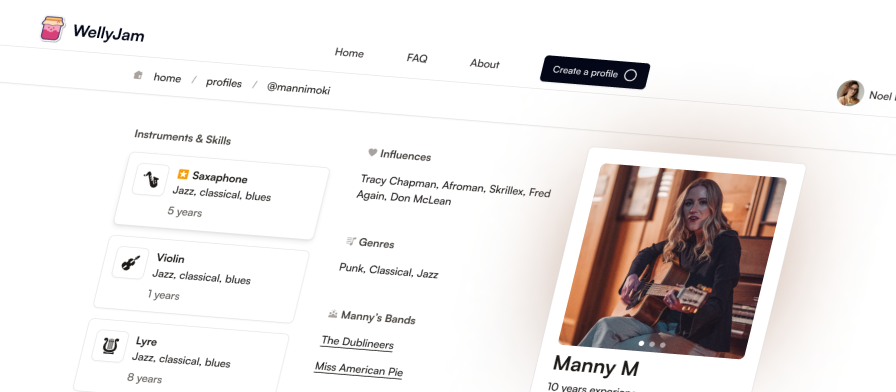 WellyJam
Home
FAQ
About
Create a profile
Noel
home / profiles / @mannimoki
Instruments & Skills
Saxaphone
Jazz, classical, blues
5 years
Violin
Jazz, classical, blues
1 years
Lyre
Jazz, classical, blues
8 years
Influences
Tracy Chapman, Afroman, Skrillex, Fred
Again, Don McLean
Genres
Punk, Classical, Jazz
Manny's Bands
The Dublineers
Miss American Pie
Manny M
10 years